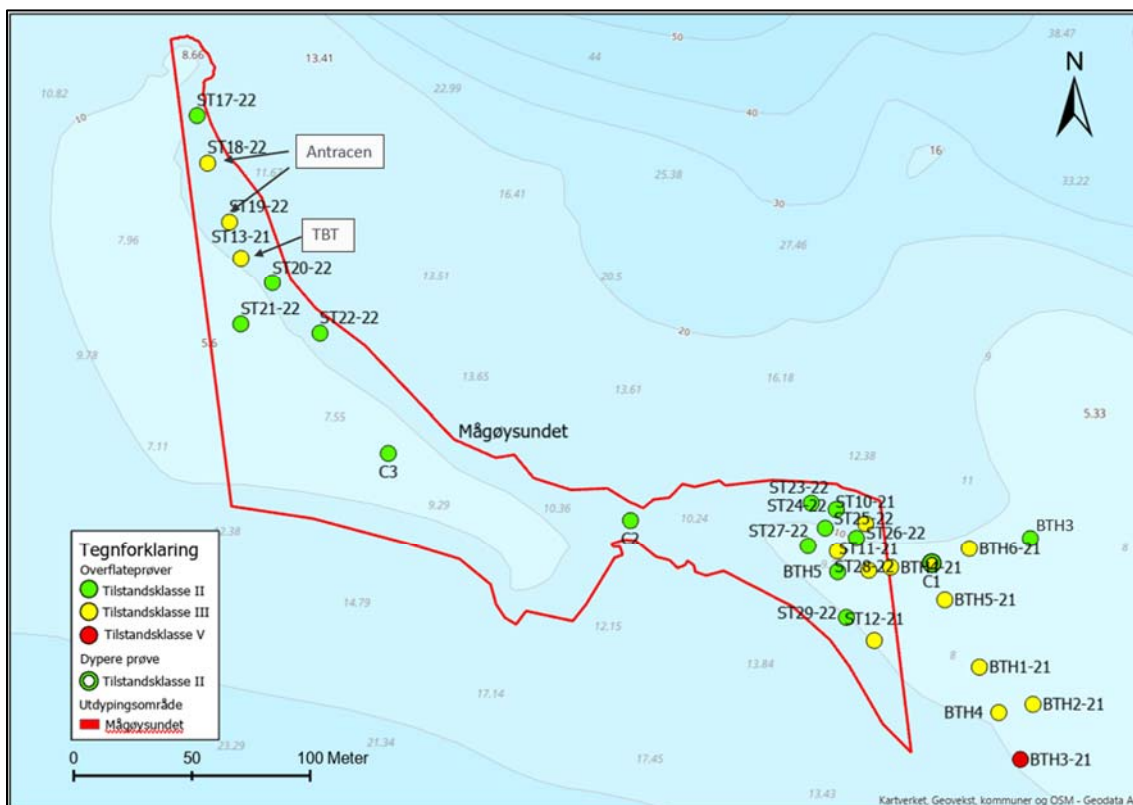 50
38.47
8.66
13.41
44
N
22.99
10.82
40
10
ST17-22
16
ST18-22
Antracen
11.67
25.38
33.22
16.41
30
ST19-22
7.96
ST13-21
TBT
27.46
ST20-22
13.51
20.5
ST21-22
ST22-22
20
5.6
9.78
9
13.65
13.61
16.18
5.33
7.55
7.11
Mågøysundet
12.38
C3
11
9.29
ST23-22
10.36
10.24
ST24-22
ST10-21
ST25-22
12.38
C2
ST27-22
10
ST26-22
BTH3
ST11-21
BTH6-21
8
BTH5
ST28-22
BTH4-21
C1
14.79
BTH5-21
12.15
ST29-22
ST12-21
8
13.84
BTH1-21
17.14
BTH4
BTH2-21
23.29
21.34
17.45
BTH3-21
13.43
Tegnforklaring
Overflateprøver
Tilstandsklasse II
Tilstandsklasse III
Tilstandsklasse V
Dypere prøve
Tilstandsklasse II
Utdypingsområde
Mågøysundet
0 50 100 Meter
Kartverket, Geovekst, kommuner og OSM - Geodata A